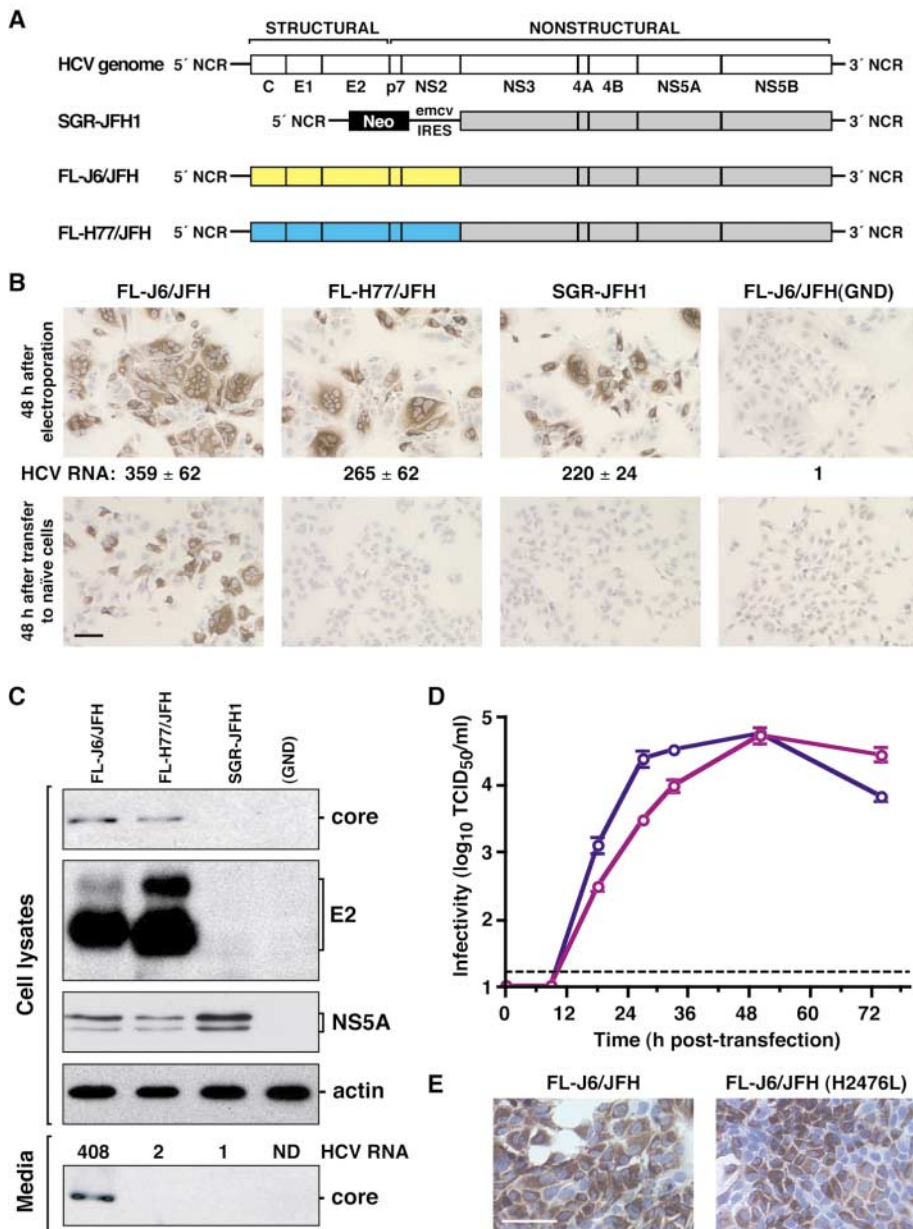 A
STRUCTURAL NONSTRUCTURAL
HCV genome 5´ NCR 3´ NCR
C E1 E2 p7 NS2 NS3 4A 4B NS5A NS5B
SGR-JFH1 5´ NCR Neo emcv IRES 3´ NCR
FL-J6/JFH 5´ NCR 3´ NCR
FL-H77/JFH 5´ NCR 3´ NCR
B
FL-J6/JFH FL-H77/JFH SGR-JFH1 FL-J6/JFH(GND)
48 h after
electroporation
HCV RNA: 359 ± 62 265 ± 62 220 ± 24 1
48 h after transfer
to naïve cells
C
FL-J6/JFH
FL-H77/JFH
SGR-JFH1
(GND)
Cell lysates
core
E2
NS5A
actin
Media
408 2 1 ND HCV RNA
core
D
Infectivity (log10 TCID50/ml)
5
4
3
2
1
0 12 24 36 48 60 72
Time (h post-transfection)
E
FL-J6/JFH FL-J6/JFH (H2476L)